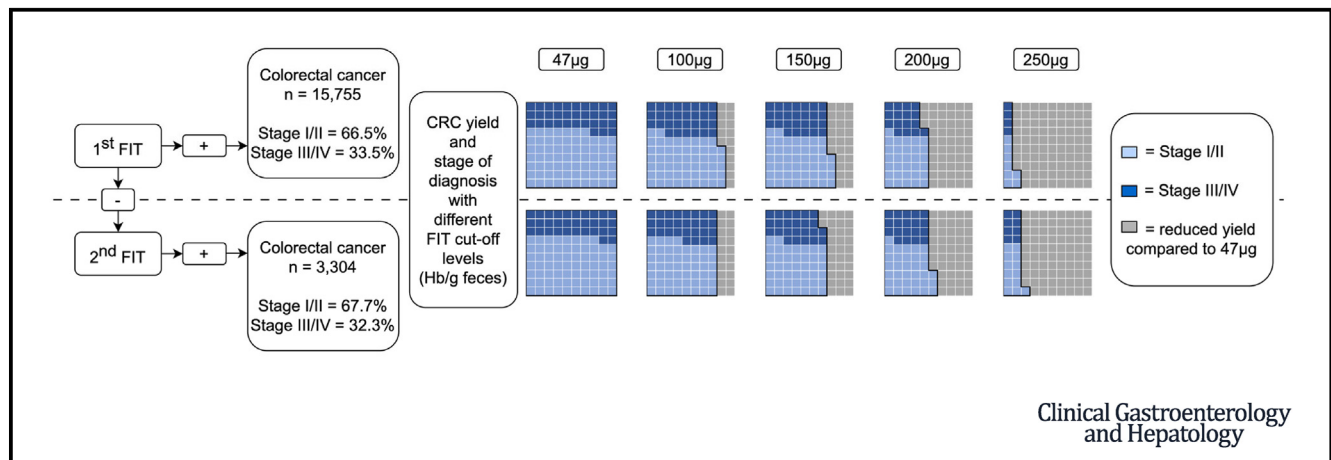 47µg
100µg
150µg
200µg
250µg
1st FIT
+
Colorectal cancer
n = 15,755
Stage I/II = 66.5%
Stage III/IV = 33.5%
-
2nd FIT
+
Colorectal cancer
n = 3,304
Stage I/II = 67.7%
Stage III/IV = 32.3%
CRC yield
and
stage of
diagnosis
with
different
FIT cut-off
levels
(Hb/g feces)
= Stage I/II
= Stage III/IV
= reduced yield
compared to 47µg
Clinical Gastroenterology
and Hepatology